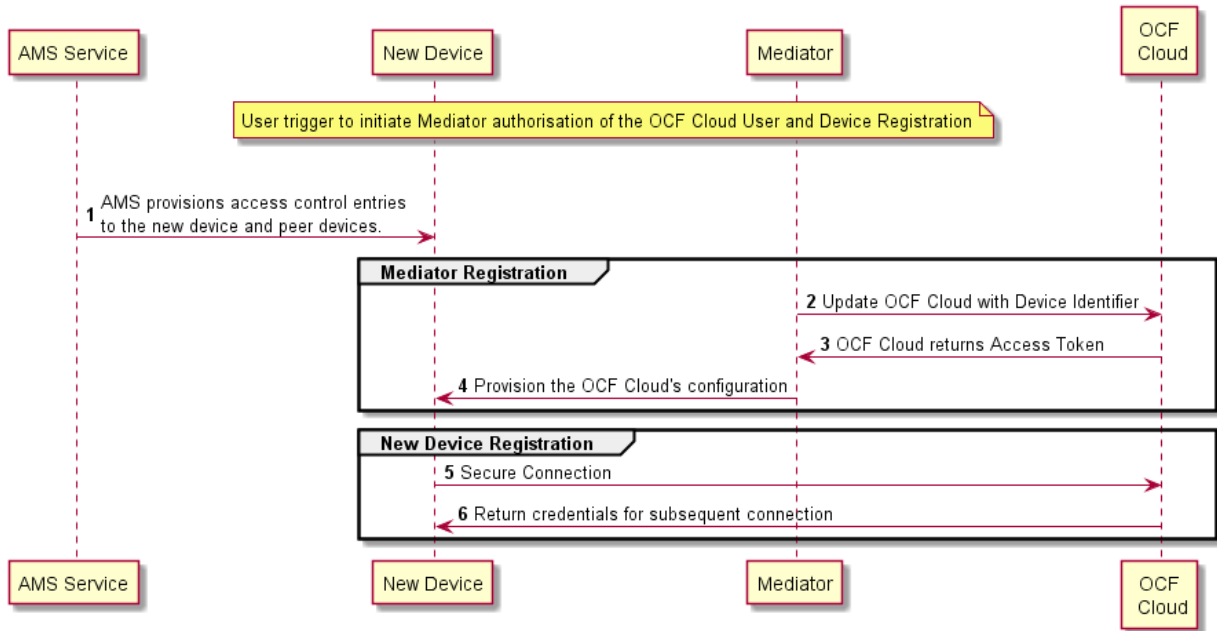 AMS Service
New Device
Mediator
OCF
Cloud
User trigger to initiate Mediator authorisation of the OCF Cloud User and Device Registration
1 AMS provisions access control entries
to the new device and peer devices.
Mediator Registration
2 Update OCF Cloud with Device Identifier
3 OCF Cloud returns Access Token
4 Provision the OCF Cloud's configuration
New Device Registration
5 Secure Connection
6 Return credentials for subsequent connection
AMS Service
New Device
Mediator
OCF
Cloud